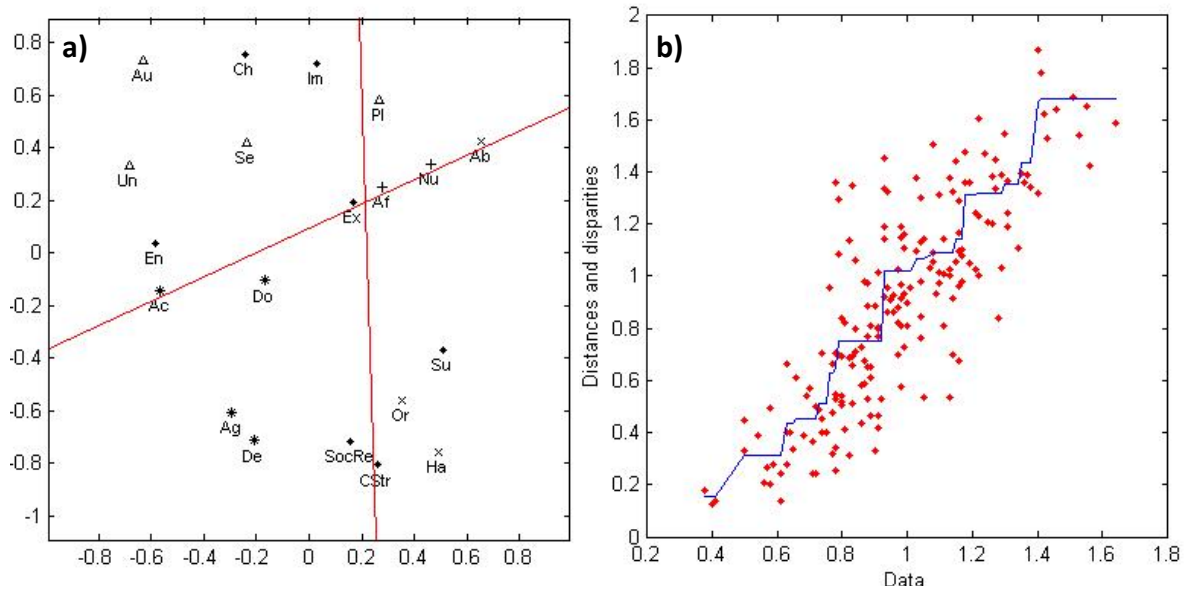 a)
0.8
0.6
0.4
0.2
0
-0.2
-0.4
-0.6
-0.8
-1
Au
Ch
Im
Pl
Un
Se
Ab
Nu
Af
Ex
En
Ac
Do
Su
Or
Ag
De
SocRe
CStr
Ha
-0.8 -0.6 -0.4 -0.2 0 0.2 0.4 0.6 0.8
b)
Distances and disparities
2
1.8
1.6
1.4
1.2
1
0.8
0.6
0.4
0.2
0
0.2 0.4 0.6 0.8 1 1.2 1.4 1.6 1.8
Data